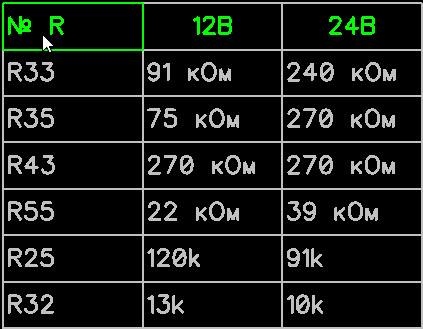 № R 12В 24В
R33 91 кОм 240 кОм
R35 75 кОм 270 кОм
R43 270 кОм 270 кОм
R55 22 кОм 39 кОм
R25 120k 91k
R32 13k 10k